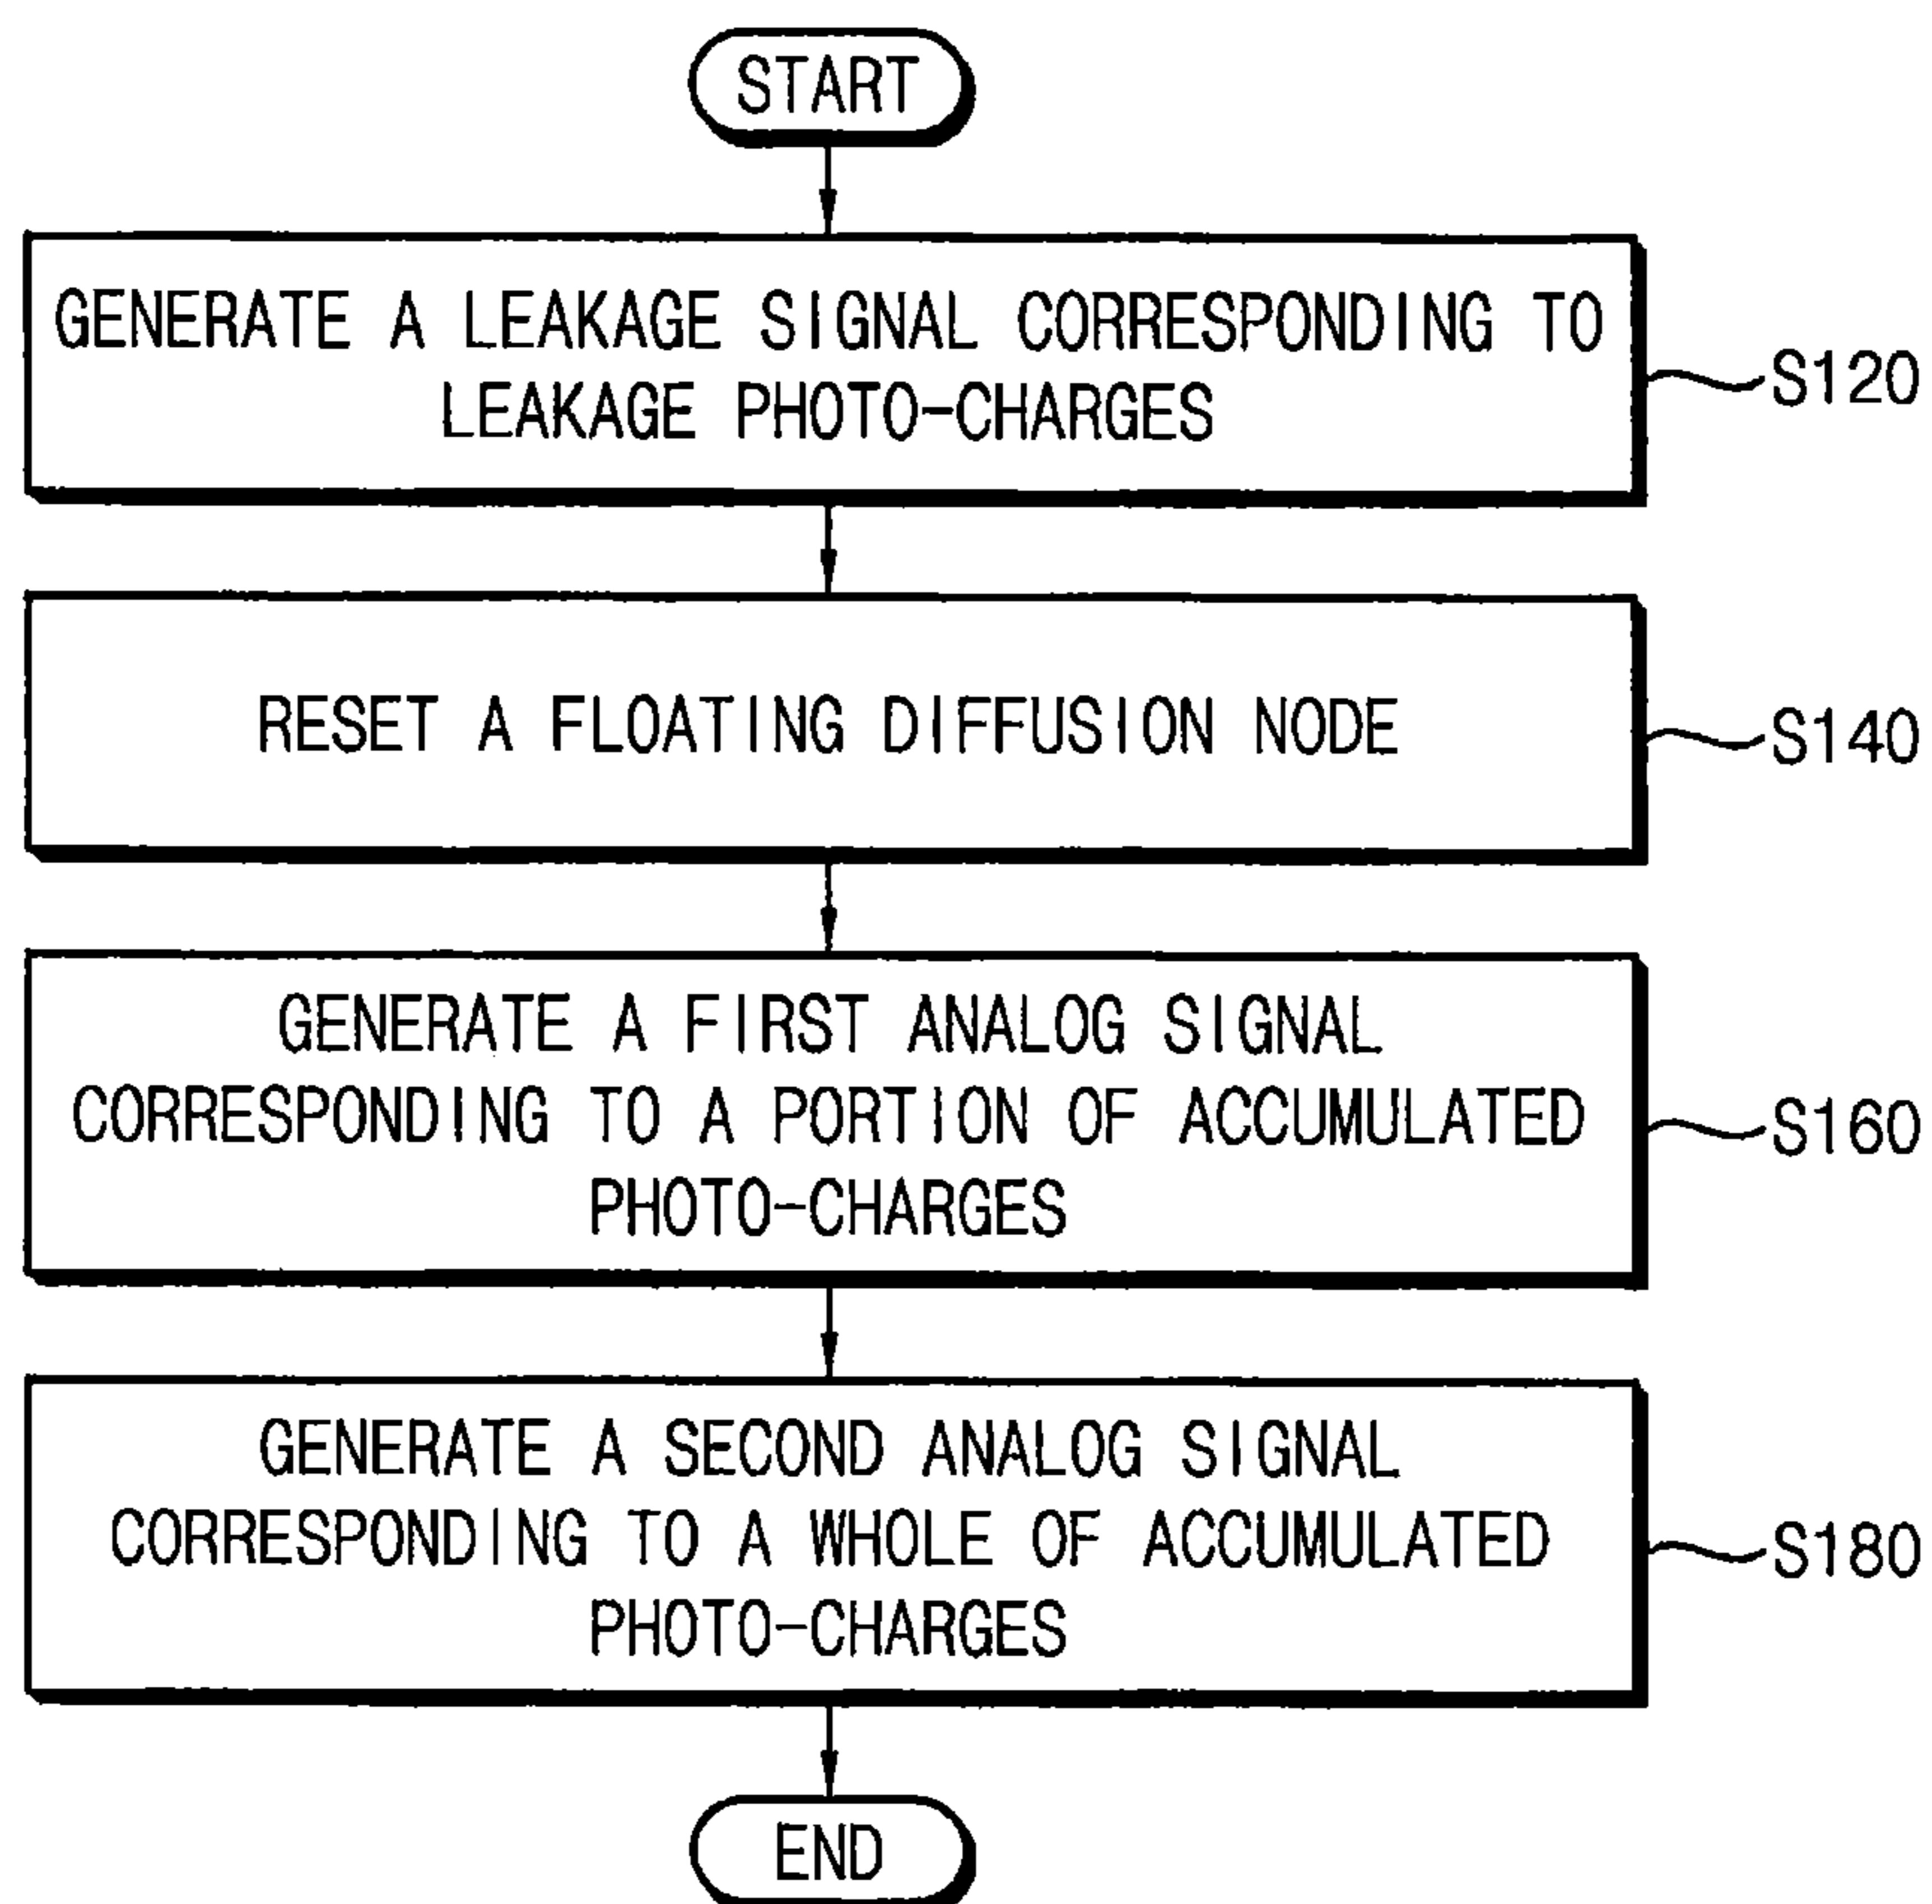 START
GENERATE A LEAKAGE SIGNAL CORRESPONDING TO
LEAKAGE PHOTO-CHARGES
S120
RESET A FLOATING DIFFUSION NODE
S140
GENERATE A FIRST ANALOG SIGNAL
CORRESPONDING TO A PORTION OF ACCUMULATED
PHOTO-CHARGES
S160
GENERATE A SECOND ANALOG SIGNAL
CORRESPONDING TO A WHOLE OF ACCUMULATED
PHOTO-CHARGES
S180
END